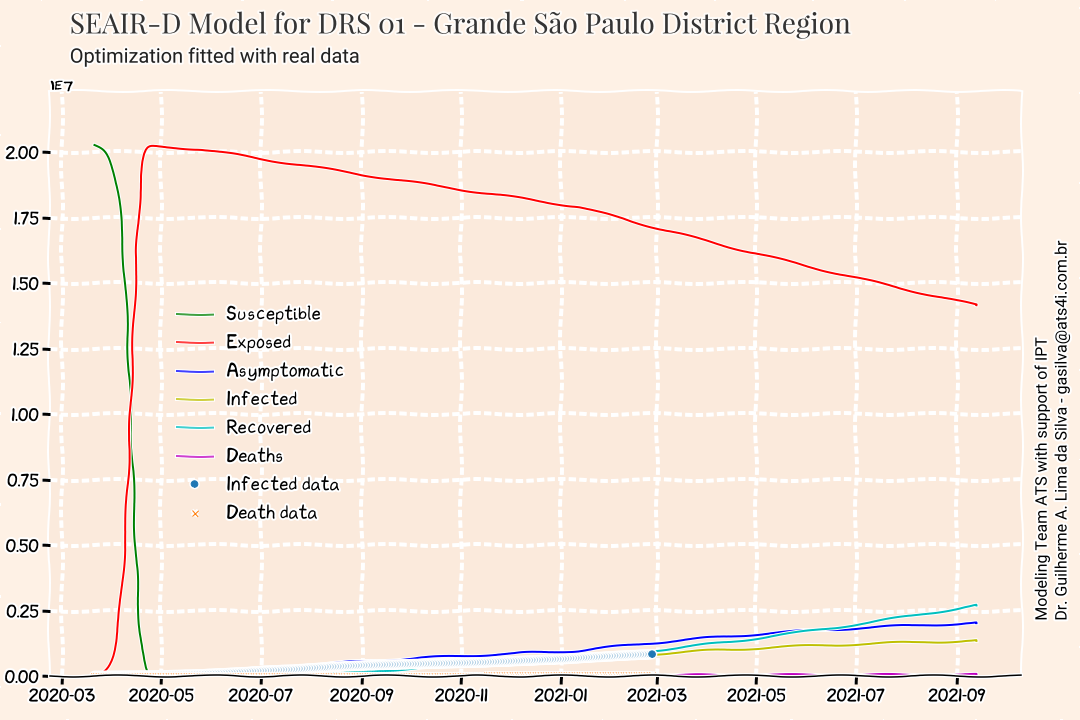 SEAIR-D Model for DRS 01 - Grande São Paulo District Region
Optimization fitted with real data
1E7
2.00
1.75
1.50
1.25
1.00
0.75
0.50
0.25
0.00
Susceptible
Exposed
Asymptomatic
Infected
Recovered
Deaths
Infected data
Death data
2020-03 2020-05 2020-07 2020-09 2020-11 2021-01 2021-03 2021-05 2021-07 2021-09
Modeling Team ATS with support of IPT
Dr. Guilherme A. Lima da Silva - gasilva@ats4i.com.br